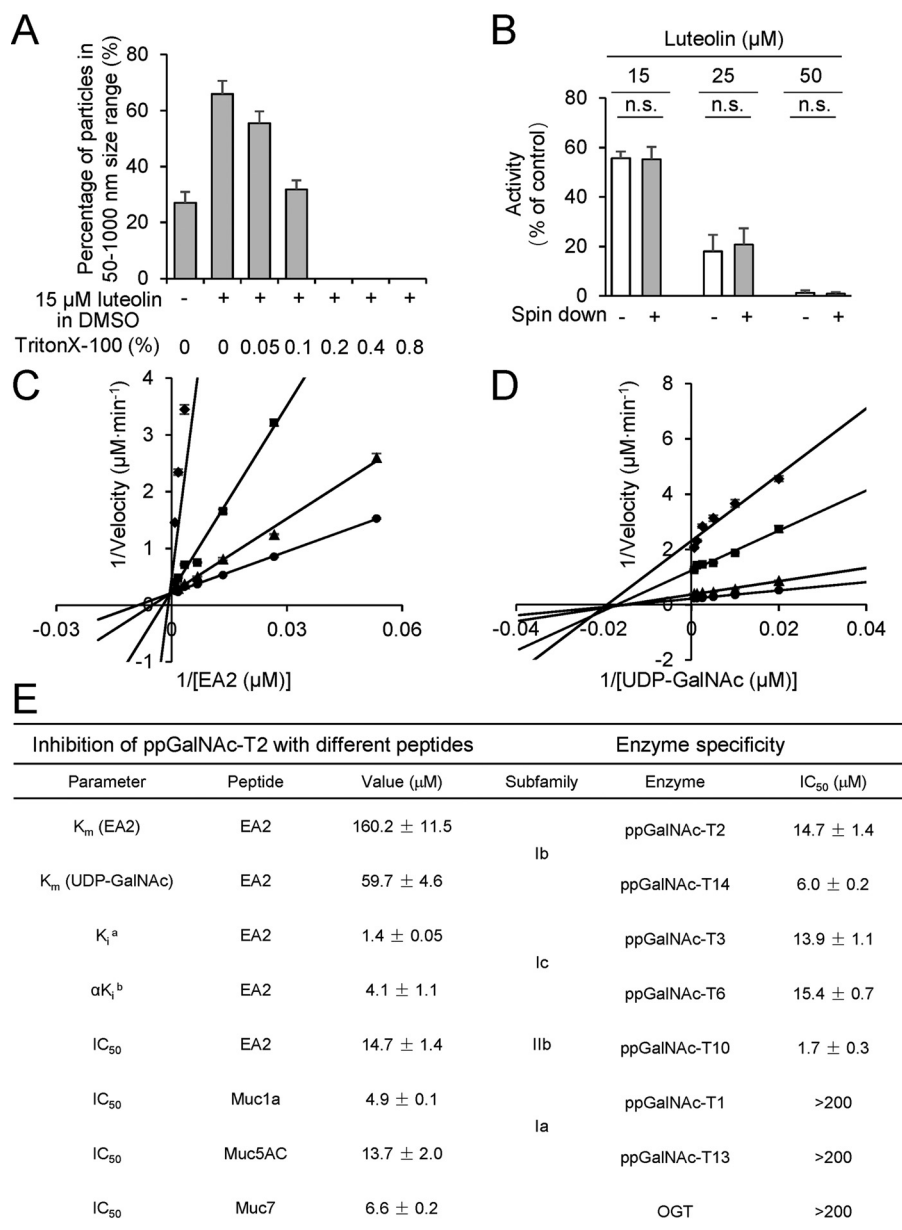 A
Percentage of particles in
50-1000 nm size range (%)
80
60
40
20
0
15 µM luteolin
in DMSO
- + + + + + +
TritonX-100 (%)
0 0 0.05 0.1 0.2 0.4 0.8
B
Luteolin (µM)
15 25 50
n.s. n.s. n.s.
Activity
(% of control)
80
60
40
20
0
Spin down - + - + - +
C
1/Velocity (µM·min⁻¹)
4
3
2
1
0
-1
-0.03 0 0.03 0.06
1/[EA2 (µM)]
D
1/Velocity (µM·min⁻¹)
8
6
4
2
0
-2
-0.04 -0.02 0 0.02 0.04
1/[UDP-GalNAc (µM)]
E
Inhibition of ppGalNAc-T2 with different peptides Enzyme specificity
Parameter Peptide Value (µM) Subfamily Enzyme IC₅₀ (µM)
Kₘ (EA2) EA2 160.2 ± 11.5 Ib ppGalNAc-T2 14.7 ± 1.4
Kₘ (UDP-GalNAc) EA2 59.7 ± 4.6 ppGalNAc-T14 6.0 ± 0.2
Kᵢ ᵃ EA2 1.4 ± 0.05 Ic ppGalNAc-T3 13.9 ± 1.1
αKᵢ ᵇ EA2 4.1 ± 1.1 ppGalNAc-T6 15.4 ± 0.7
IC₅₀ EA2 14.7 ± 1.4 IIb ppGalNAc-T10 1.7 ± 0.3
IC₅₀ Muc1a 4.9 ± 0.1 Ia ppGalNAc-T1 >200
IC₅₀ Muc5AC 13.7 ± 2.0 ppGalNAc-T13 >200
IC₅₀ Muc7 6.6 ± 0.2 OGT >200